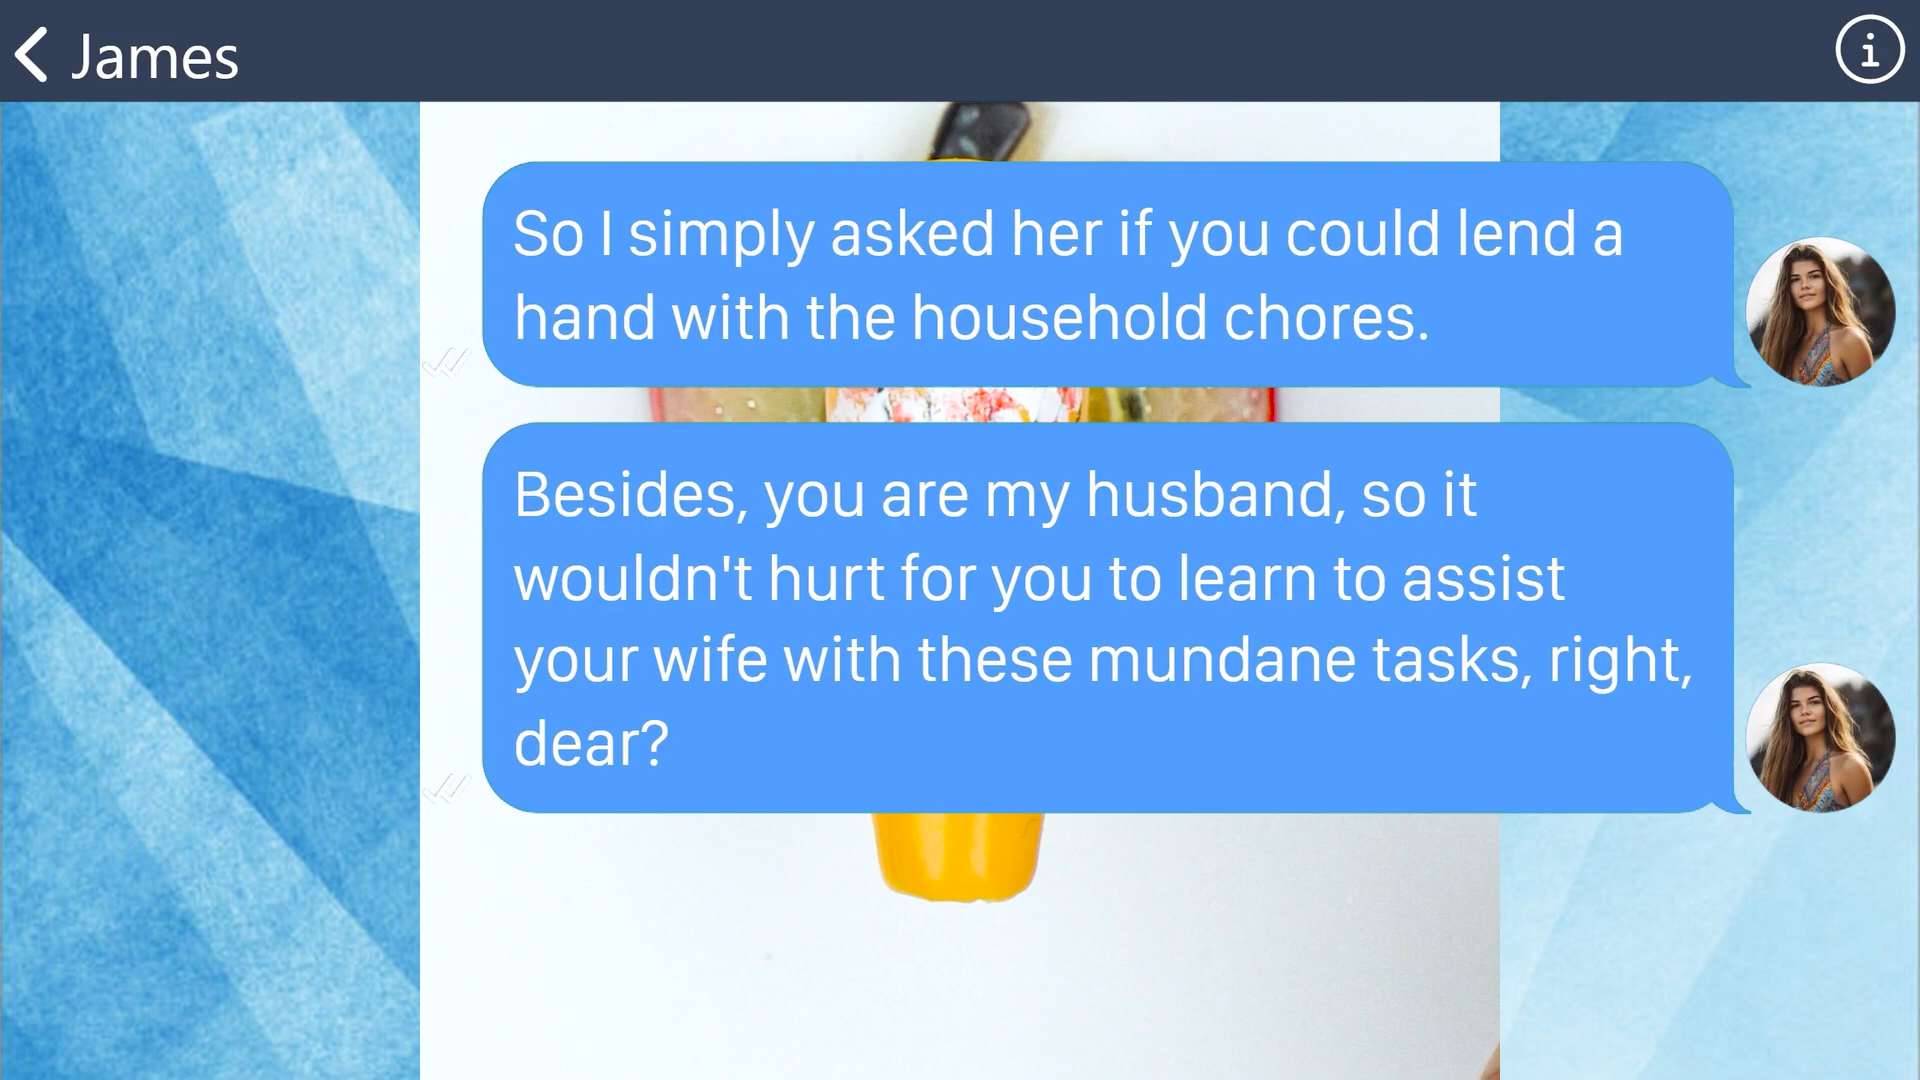 James
So I simply asked her if you could lend a
hand with the household chores.
Besides, you are my husband, so it
wouldn't hurt for you to learn to assist
your wife with these mundane tasks, right,
dear?